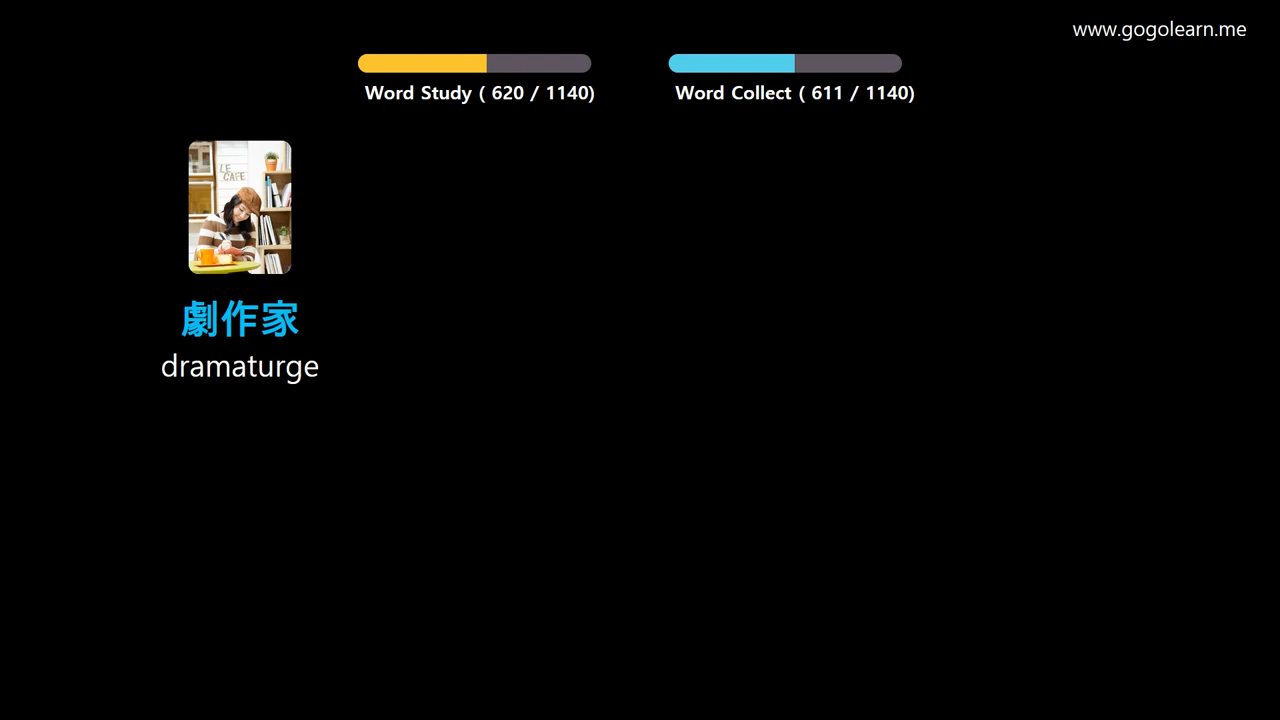 www.gogolearn.me
Word Study ( 620 / 1140)
Word Collect ( 611 / 1140)
LE
CAFE
劇作家
dramaturge